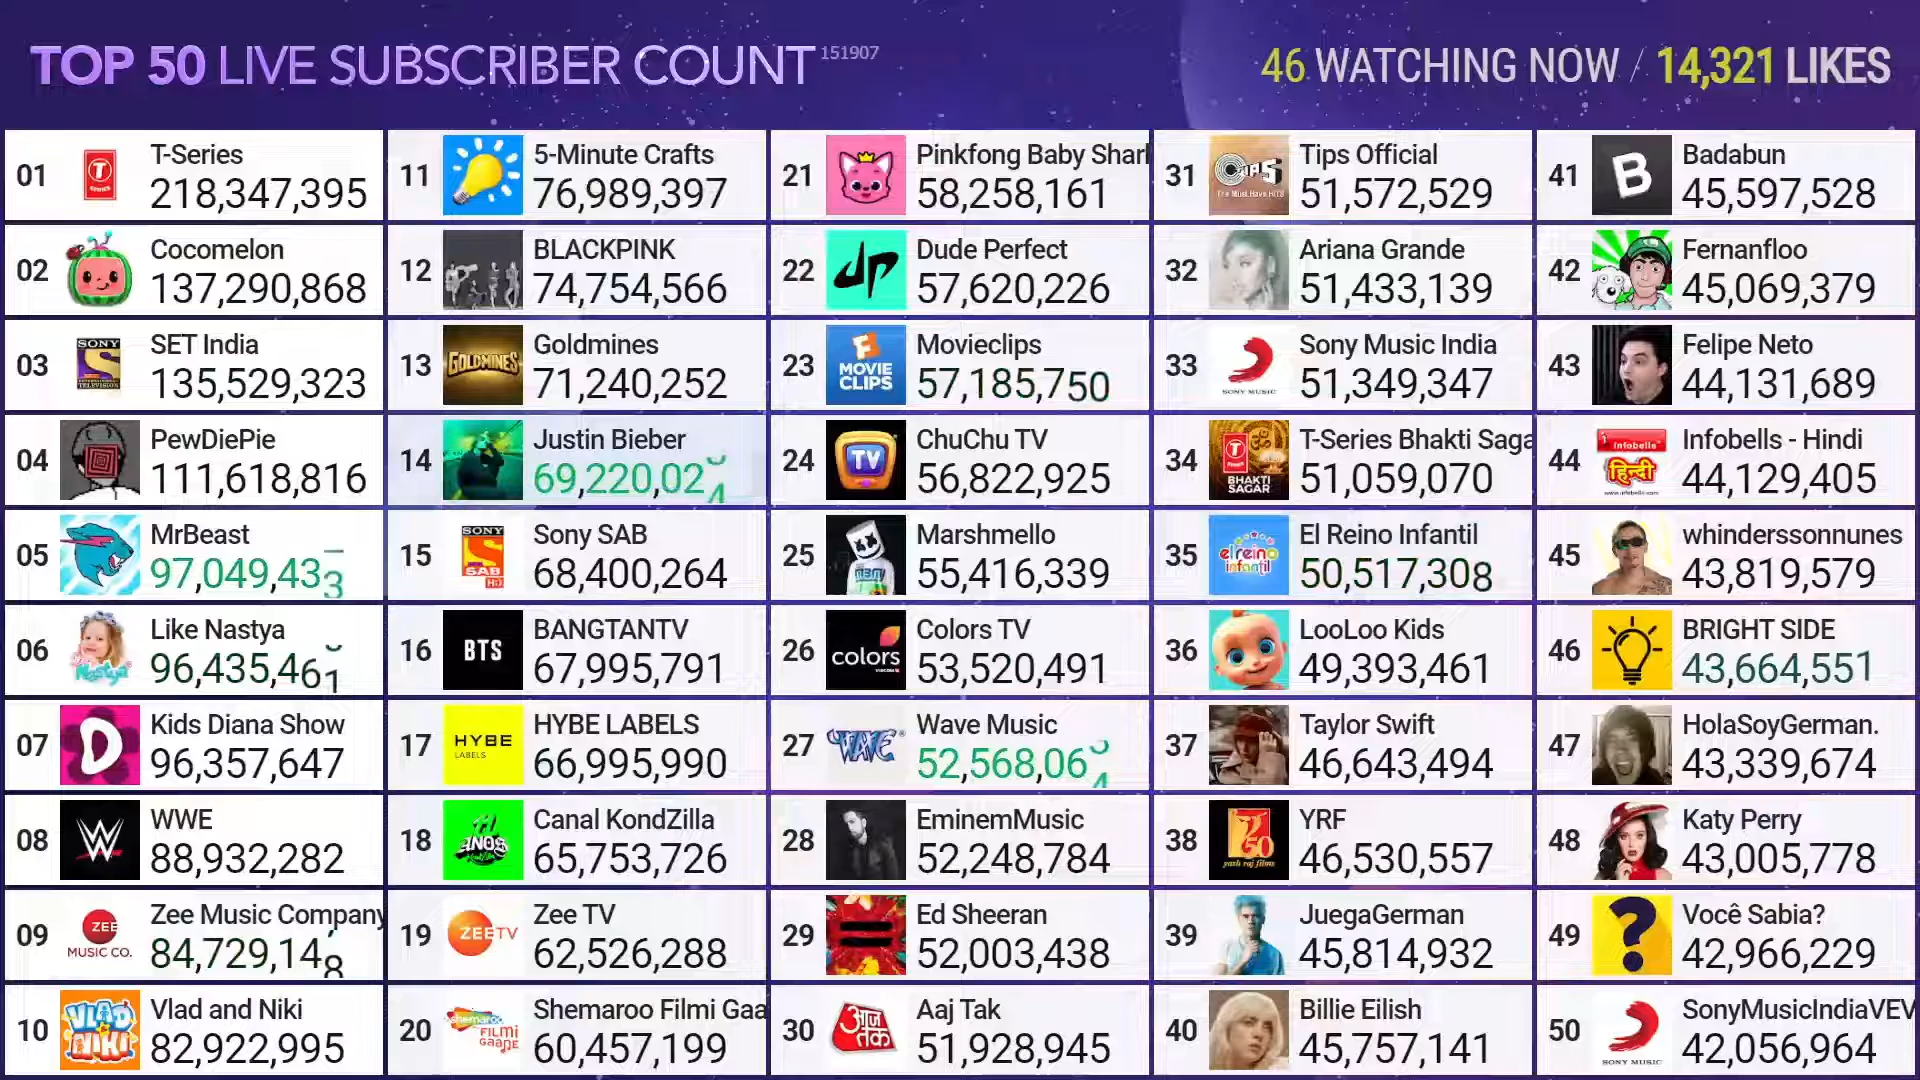 TOP 50 LIVE SUBSCRIBER COUNT 151907
46 WATCHING NOW / 14,321 LIKES
01 T-Series
218,347,395
02 Cocomelon
137,290,868
03 SET India
135,529,323
04 PewDiePie
111,618,816
05 MrBeast
97,049,433
06 Like Nastya
96,435,461
07 Kids Diana Show
96,357,647
08 WWE
88,932,282
09 Zee Music Company
84,729,148
10 Vlad and Niki
82,922,995
11 5-Minute Crafts
76,989,397
12 BLACKPINK
74,754,566
13 Goldmines
71,240,252
14 Justin Bieber
69,220,024
15 Sony SAB
68,400,264
16 BANGTANTV
67,995,791
17 HYBE LABELS
66,995,990
18 Canal KondZilla
65,753,726
19 Zee TV
62,526,288
20 Shemaroo Filmi Gaa
60,457,199
21 Pinkfong Baby Shar
58,258,161
22 Dude Perfect
57,620,226
23 Movieclips
57,185,750
24 ChuChu TV
56,822,925
25 Marshmello
55,416,339
26 Colors TV
53,520,491
27 Wave Music
52,568,064
28 EminemMusic
52,248,784
29 Ed Sheeran
52,003,438
30 Aaj Tak
51,928,945
31 Tips Official
51,572,529
32 Ariana Grande
51,433,139
33 Sony Music India
51,349,347
34 T-Series Bhakti Saga
51,059,070
35 El Reino Infantil
50,517,308
36 LooLoo Kids
49,393,461
37 Taylor Swift
46,643,494
38 YRF
46,530,557
39 JuegaGerman
45,814,932
40 Billie Eilish
45,757,141
41 Badabun
45,597,528
42 Fernanfloo
45,069,379
43 Felipe Neto
44,131,689
44 Infobells - Hindi
44,129,405
45 whinderssonnunes
43,819,579
46 BRIGHT SIDE
43,664,551
47 HolaSoyGerman.
43,339,674
48 Katy Perry
43,005,778
49 Você Sabia?
42,966,229
50 SonyMusicIndiaVEV
42,056,964